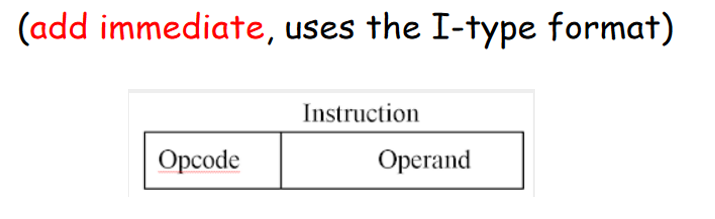 (add immediate, uses the I-type format)
Instruction
Opcode Operand